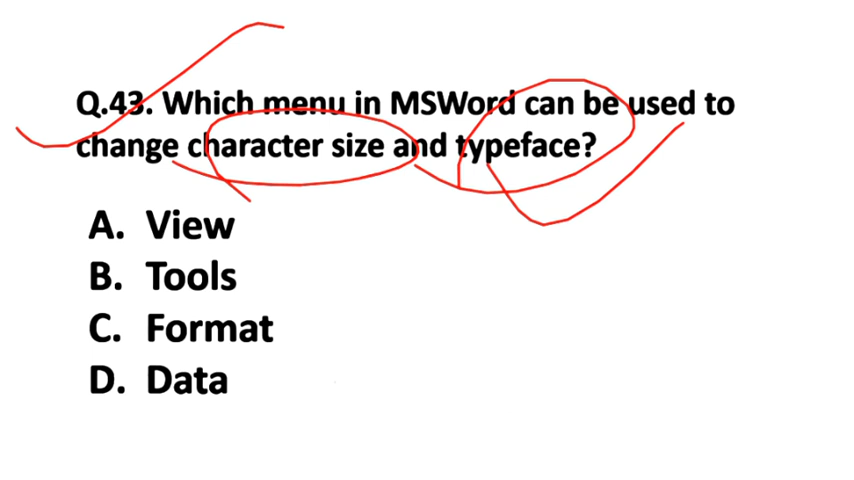 Q.43. Which menu in MSWord can be used to
change character size and typeface?
A. View
B. Tools
C. Format
D. Data